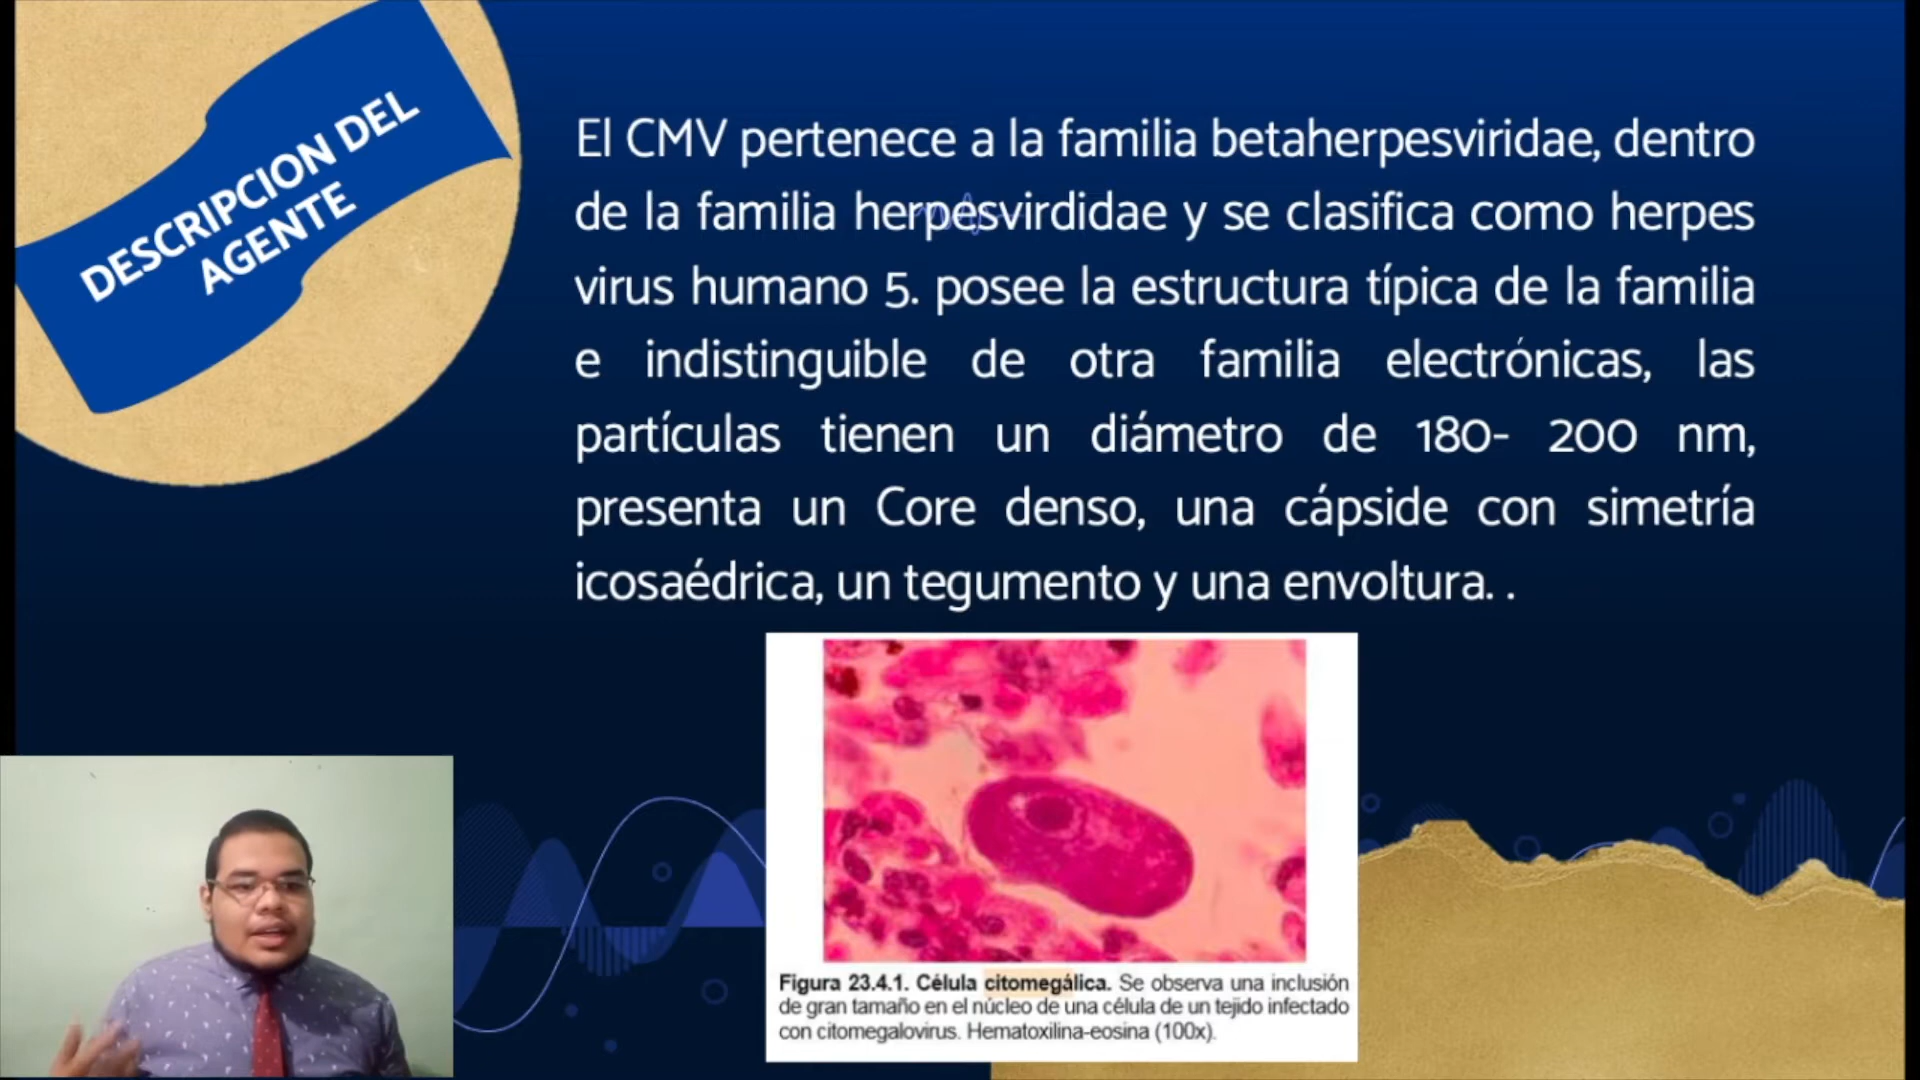 DESCRIPCION DEL
AGENTE
El CMV pertenece a la familia betaherpesviridae, dentro
de la familia herpesvirdidae y se clasifica como herpes
virus humano 5. posee la estructura típica de la familia
e indistinguible de otra familia electrónicas, las
partículas tienen un diámetro de 180- 200 nm,
presenta un Core denso, una cápside con simetría
icosaédrica, un tegumento y una envoltura. .
Figura 23.4.1. Célula citomegálica. Se observa una inclusión
de gran tamaño en el núcleo de una célula de un tejido infectado
con citomegalovirus. Hematoxilina-eosina (100x).